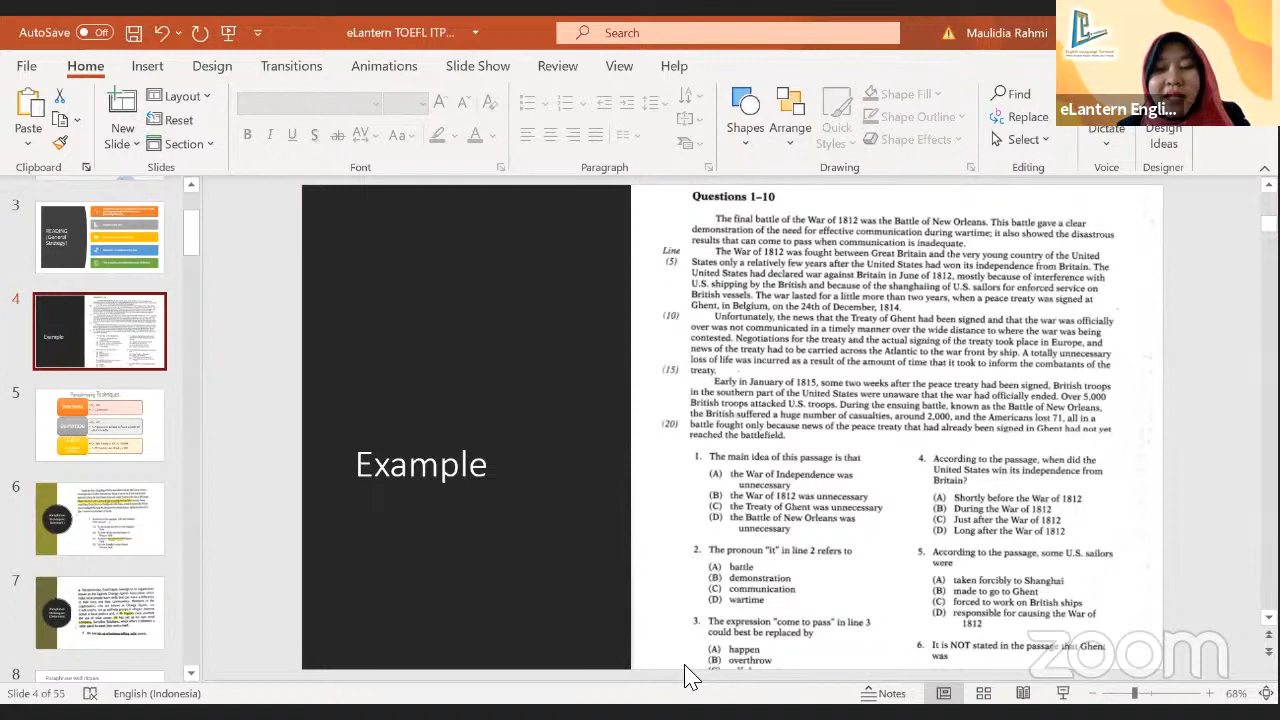 AutoSave
Off
eLantern TOEFL ITP...
Search
Maulidia Rahmi
File
Home
Insert
Design
Transitions
Animations
Slide Show
Review
View
Help
Paste
Clipboard
New
Slide
Layout
Reset
Section
Font
Paragraph
Shapes
Arrange
Quick
Styles
Shape Fill
Shape Outline
Shape Effects
Drawing
Find
Replace
Select
Editing
Dictate
Voice
Design
Ideas
Designer
eLantern Engli...
READING
(General
Strategy)
4
Example
5
Paraphrasing Techniques
6
7
8
Example
Questions 1–10
The final battle of the War of 1812 was the Battle of New Orleans. This battle gave a clear
demonstration of the need for effective communication during wartime; it also showed the disastrous
results that can come to pass when communication is inadequate.
Line The War of 1812 was fought between Great Britain and the very young country of the United
(5) States only a relatively few years after the United States had won its independence from Britain. The
United States had declared war against Britain in June of 1812, mostly because of interference with
U.S. shipping by the British and because of the shanghaiing of U.S. sailors for enforced service on
British vessels. The war lasted for a little more than two years, when a peace treaty was signed at
Ghent, in Belgium, on the 24th of December, 1814.
(10) Unfortunately, the news that the Treaty of Ghent had been signed and that the war was officially
over was not communicated in a timely manner over the wide distance to where the war was being
contested. Negotiations for the treaty and the actual signing of the treaty took place in Europe, and
news of the treaty had to be carried across the Atlantic to the war front by ship. A totally unnecessary
loss of life was incurred as a result of the amount of time that it took to inform the combatants of the
(15) treaty.
Early in January of 1815, some two weeks after the peace treaty had been signed, British troops
in the southern part of the United States were unaware that the war had officially ended. Over 5,000
British troops attacked U.S. troops. During the ensuing battle, known as the Battle of New Orleans,
the British suffered a huge number of casualties, around 2,000, and the Americans lost 71, all in a
(20) battle fought only because news of the peace treaty that had already been signed in Ghent had not yet
reached the battlefield.
1. The main idea of this passage is that
(A) the War of Independence was
unnecessary
(B) the War of 1812 was unnecessary
(C) the Treaty of Ghent was unnecessary
(D) the Battle of New Orleans was
unnecessary
2. The pronoun "it" in line 2 refers to
(A) battle
(B) demonstration
(C) communication
(D) wartime
3. The expression "come to pass" in line 3
could best be replaced by
(A) happen
(B) overthrow
4. According to the passage, when did the
United States win its independence from
Britain?
(A) Shortly before the War of 1812
(B) During the War of 1812
(C) Just after the War of 1812
(D) Long after the War of 1812
5. According to the passage, some U.S. sailors
were
(A) taken forcibly to Shanghai
(B) made to go to Ghent
(C) forced to work on British ships
(D) responsible for causing the War of
1812
6. It is NOT stated in the passage that Ghent
was
zoom
Slide 4 of 55
English (Indonesia)
Notes
68%